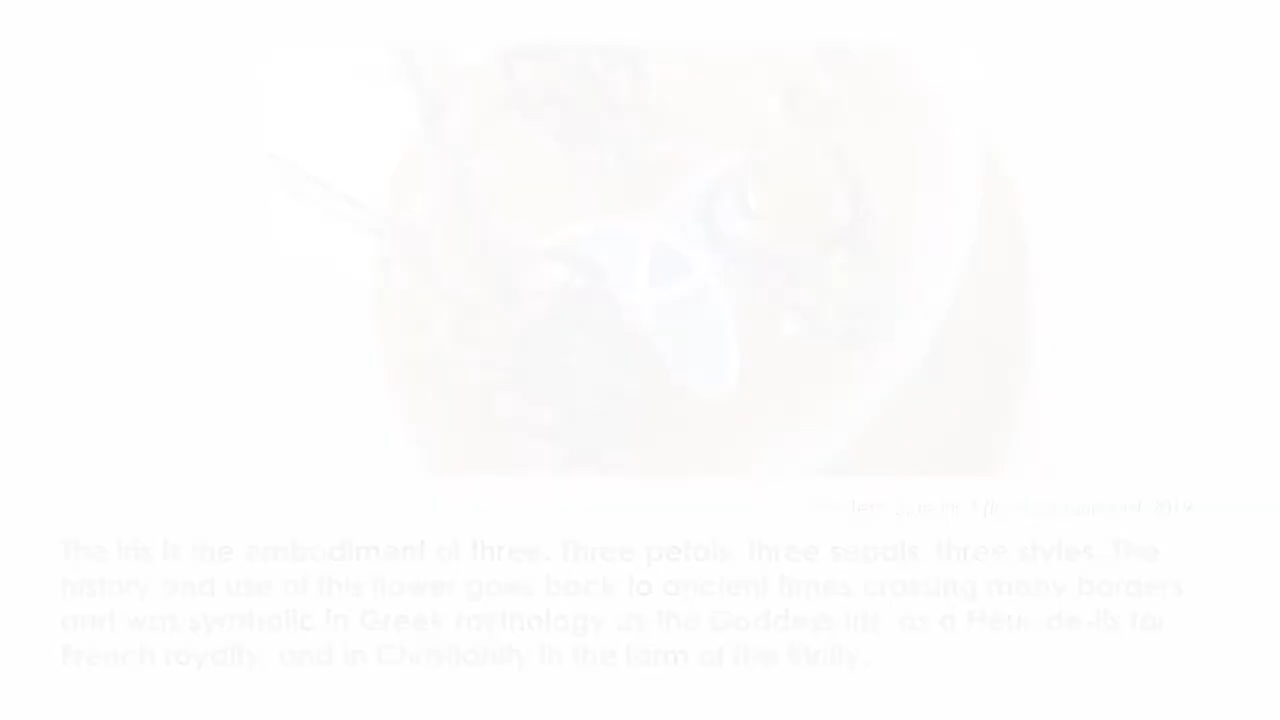 2019
The iris is the embodiment of three. Three petals, three sepals, three styles. The
history and use of this flower goes back to ancient times crossing many borders
and was symbolic in Greek mythology as the Goddess Iris, as a Fleur-de-lis for
French royalty, and in Christianity in the form of the trinity.